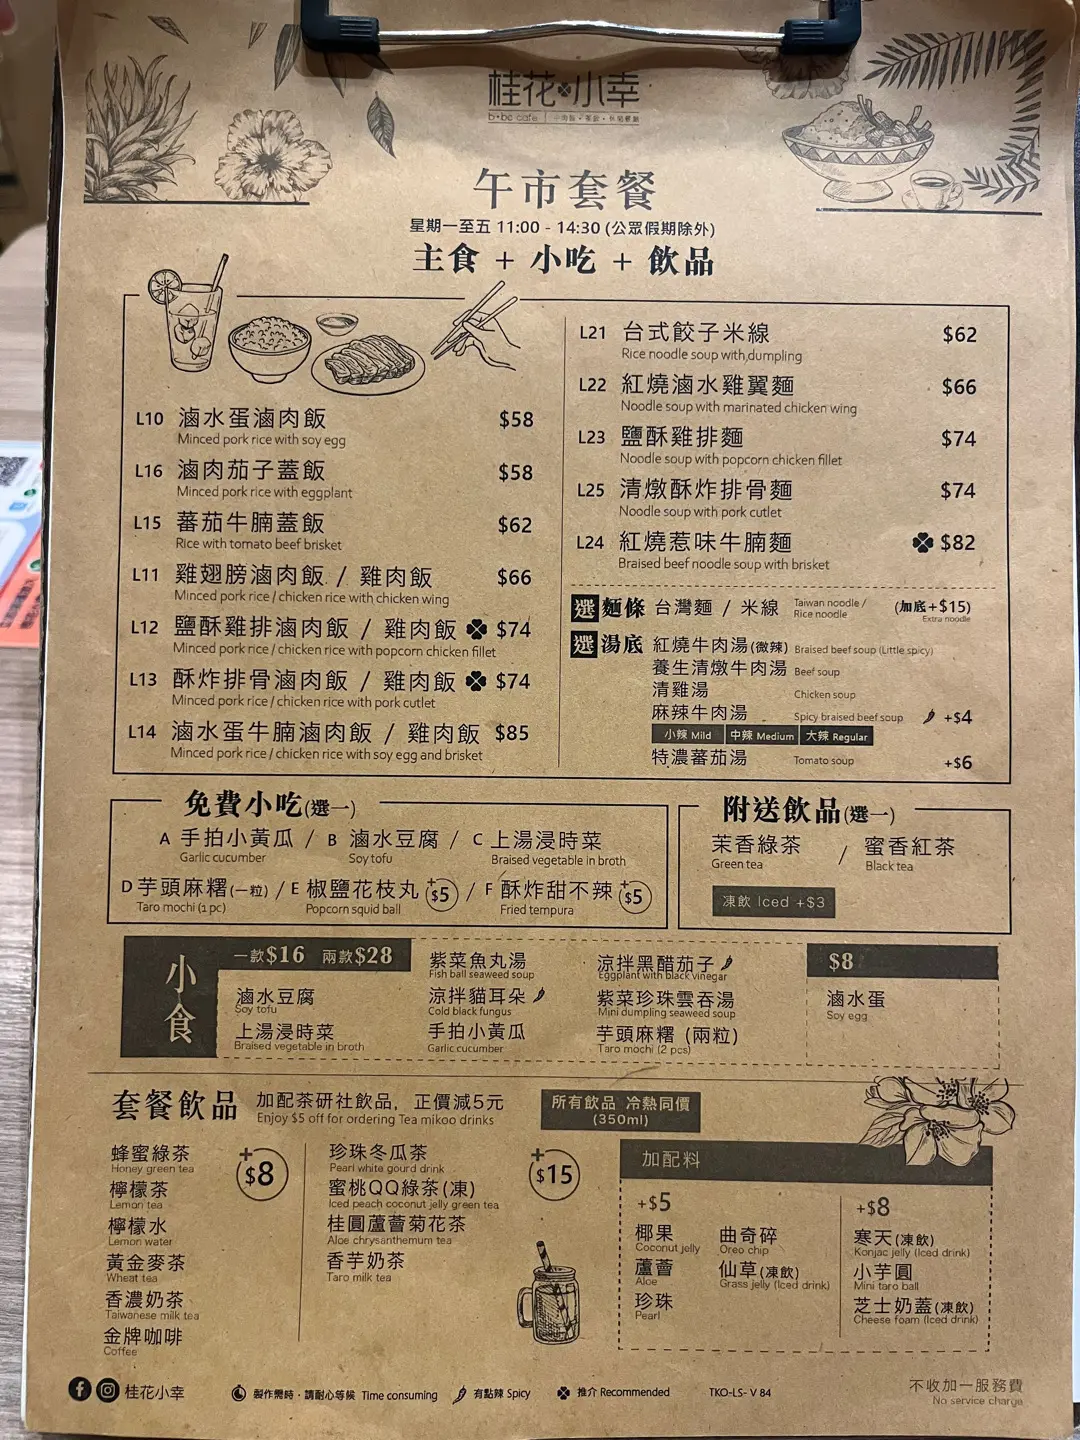 桂花小幸
b•bc cafe
午市套餐
星期一至五 11:00 - 14:30 (公眾假期除外)
主食 + 小吃 + 飲品
L10 滷水蛋滷肉飯 $58
Minced pork rice with soy egg
L16 滷肉茄子蓋飯 $58
Minced pork rice with eggplant
L15 蕃茄牛腩蓋飯 $62
Rice with tomato beef brisket
L11 雞翅膀滷肉飯 / 雞肉飯 $66
Minced pork rice / chicken rice with chicken wing
L12 鹽酥雞排滷肉飯 / 雞肉飯 $74
Minced pork rice / chicken rice with popcorn chicken fillet
L13 酥炸排骨滷肉飯 / 雞肉飯 $74
Minced pork rice / chicken rice with pork cutlet
L14 滷水蛋牛腩滷肉飯 / 雞肉飯 $85
Minced pork rice / chicken rice with soy egg and brisket
L21 台式餃子米線 $62
Rice noodle soup with dumpling
L22 紅燒滷水雞翼麵 $66
Noodle soup with marinated chicken wing
L23 鹽酥雞排麵 $74
Noodle soup with popcorn chicken fillet
L25 清燉酥炸排骨麵 $74
Noodle soup with pork cutlet
L24 紅燒惹味牛腩麵 $82
Braised beef noodle soup with brisket
選 麵條 台灣麵 / 米線 Taiwan noodle / Rice noodle (加底+$15) Extra noodle
選 湯底 紅燒牛肉湯(微辣) Braised beef soup (Little spicy)
養生清燉牛肉湯 Beef soup
清雞湯 Chicken soup
麻辣牛肉湯 Spicy braised beef soup +$4
小辣 Mild 中辣 Medium 大辣 Regular
特濃蕃茄湯 Tomato soup +$6
免費小吃(選一)
A 手拍小黃瓜 / B 滷水豆腐 / C 上湯浸時菜
Garlic cucumber Soy tofu Braised vegetable in broth
D 芋頭麻糬(一粒) / E 椒鹽花枝丸 +$5 / F 酥炸甜不辣 +$5
Taro mochi (1 pc) Popcorn squid ball Fried tempura
附送飲品(選一)
茉香綠茶 / 蜜香紅茶
Green tea Black tea
凍飲 Iced +$3
小食
一款$16 兩款$28
滷水豆腐
Soy tofu
上湯浸時菜
Braised vegetable in broth
紫菜魚丸湯
Fish ball seaweed soup
涼拌貓耳朵
Cold black fungus
手拍小黃瓜
Garlic cucumber
涼拌黑醋茄子
Eggplant with black vinegar
紫菜珍珠雲吞湯
Mini dumpling seaweed soup
芋頭麻糬 (兩粒)
Taro mochi (2 pcs)
$8
滷水蛋
Soy egg
套餐飲品 加配茶研社飲品, 正價減5元
Enjoy $5 off for ordering Tea mikoo drinks
所有飲品 冷熱同價
(350ml)
蜂蜜綠茶
Honey green tea
檸檬茶
Lemon tea
檸檬水
Lemon water
黃金麥茶
Wheat tea
香濃奶茶
Taiwanese milk tea
金牌咖啡
Coffee
+$8
珍珠冬瓜茶
Pearl white gourd drink
蜜桃QQ綠茶(凍)
Iced peach coconut jelly green tea
桂圓蘆薈菊花茶
Aloe chrysanthemum tea
香芋奶茶
Taro milk tea
+$15
加配料
+$5
椰果
Coconut jelly
蘆薈
Aloe
珍珠
Pearl
曲奇碎
Oreo chip
仙草(凍飲)
Grass jelly (Iced drink)
+$8
寒天(凍飲)
Konjac jelly (Iced drink)
小芋圓
Mini taro ball
芝士奶蓋(凍飲)
Cheese foam (Iced drink)
桂花小幸 製作需時，請耐心等候 Time consuming 有點辣 Spicy 推介 Recommended TKO-LS- V 84
不收加一服務費
No service charge